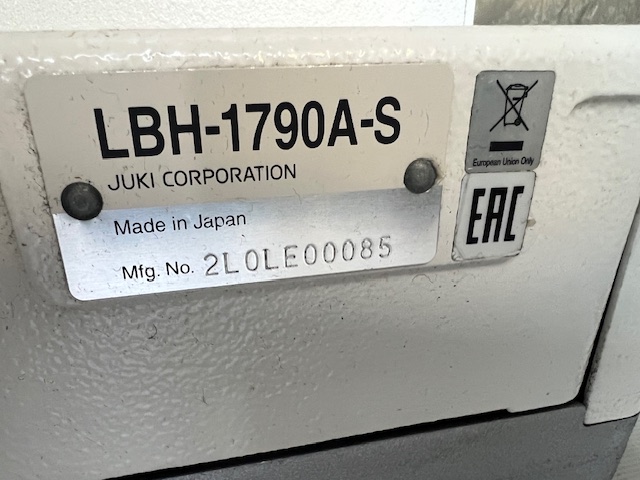 LBH-1790A-S
JUKI CORPORATION
Made in Japan
Mfg. No. 2L0LE00085
European Union Only
EAC